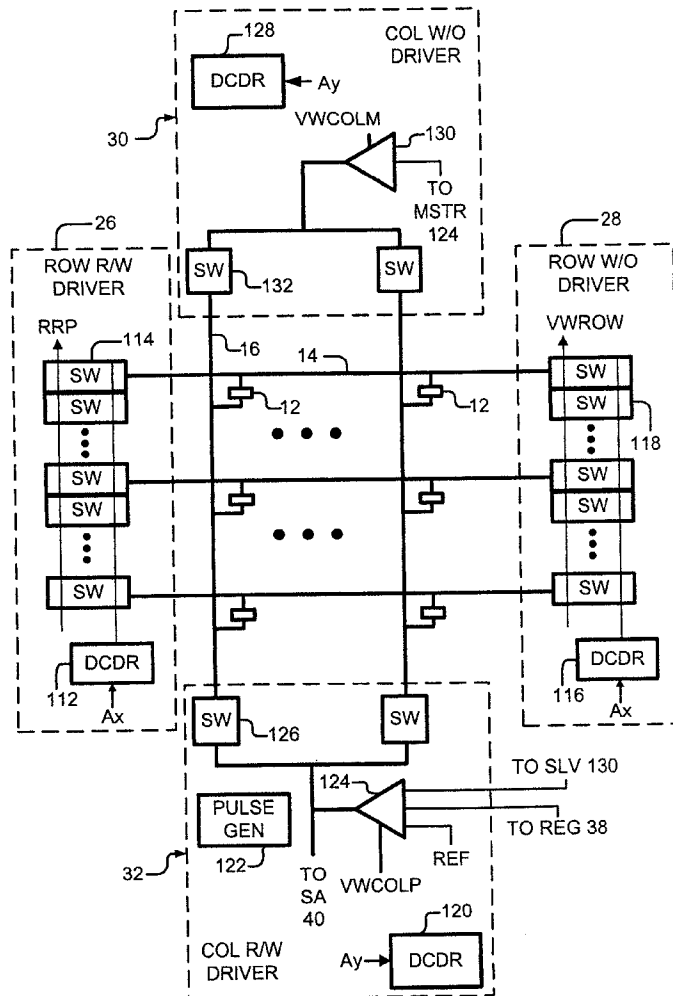 128
DCDR
Ay
COL W/O
DRIVER
30
VWCOLM
130
TO
MSTR
124
26
28
SW
132
SW
ROW R/W
DRIVER
ROW W/O
DRIVER
RRP
114
16
14
VWROW
SW
SW
SW
12
12
SW
118
SW
SW
SW
SW
SW
SW
DCDR
112
Ax
DCDR
116
Ax
SW
126
SW
124
TO SLV 130
PULSE
GEN
122
TO REG 38
REF
32
TO
SA
40
VWCOLP
120
COL R/W
DRIVER
Ay
DCDR